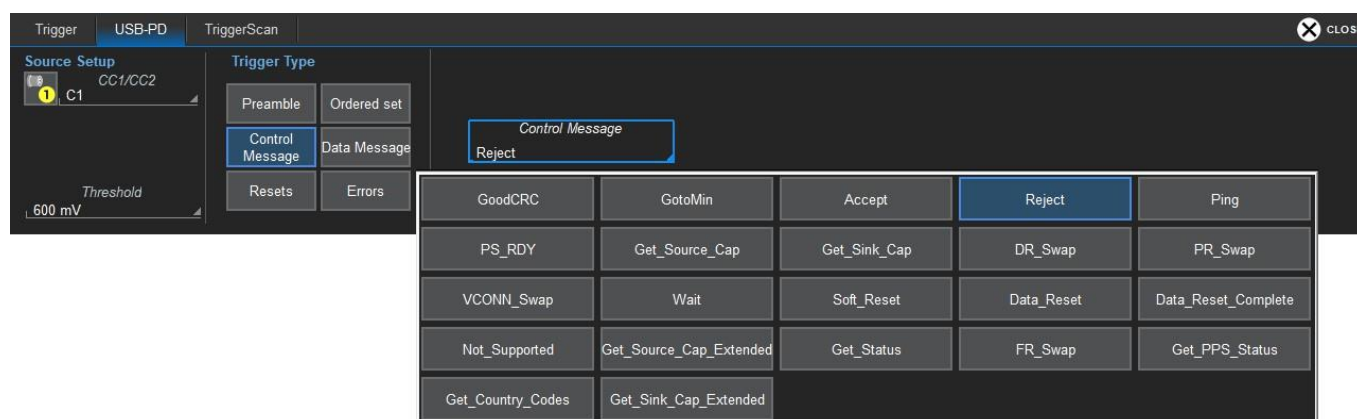 Trigger USB-PD TriggerScan CLOS
Source Setup
CC1/CC2
1 C1
Threshold
600 mV
Trigger Type
Preamble Ordered set
Control Message Data Message
Resets Errors
Control Message
Reject
GoodCRC GotoMin Accept Reject Ping
PS_RDY Get_Source_Cap Get_Sink_Cap DR_Swap PR_Swap
VCONN_Swap Wait Soft_Reset Data_Reset Data_Reset_Complete
Not_Supported Get_Source_Cap_Extended Get_Status FR_Swap Get_PPS_Status
Get_Country_Codes Get_Sink_Cap_Extended